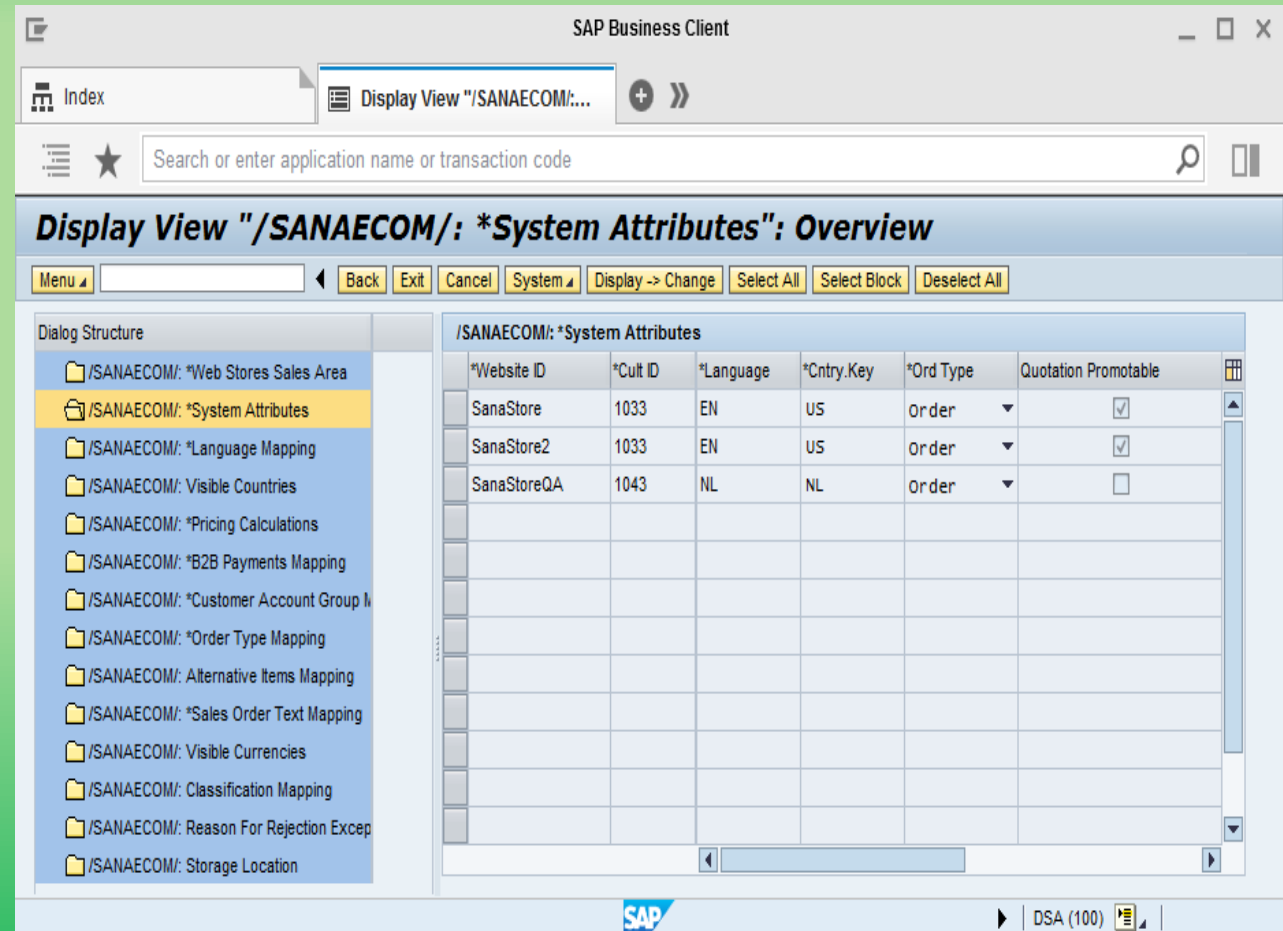 SAP Business Client
Index
Display View "/SANAECOM/:...
Search or enter application name or transaction code
Display View "/SANAECOM/: *System Attributes": Overview
Menu Back Exit Cancel System Display -> Change Select All Select Block Deselect All
Dialog Structure
/SANAECOM/: *Web Stores Sales Area
/SANAECOM/: *System Attributes
/SANAECOM/: *Language Mapping
/SANAECOM/: Visible Countries
/SANAECOM/: *Pricing Calculations
/SANAECOM/: *B2B Payments Mapping
/SANAECOM/: *Customer Account Group
/SANAECOM/: *Order Type Mapping
/SANAECOM/: Alternative Items Mapping
/SANAECOM/: *Sales Order Text Mapping
/SANAECOM/: Visible Currencies
/SANAECOM/: Classification Mapping
/SANAECOM/: Reason For Rejection Excep
/SANAECOM/: Storage Location
/SANAECOM/: *System Attributes
*Website ID *Cult ID *Language *Cntry.Key *Ord Type Quotation Promotable
SanaStore 1033 EN US Order
SanaStore2 1033 EN US Order
SanaStoreQA 1043 NL NL Order
SAP
DSA (100)